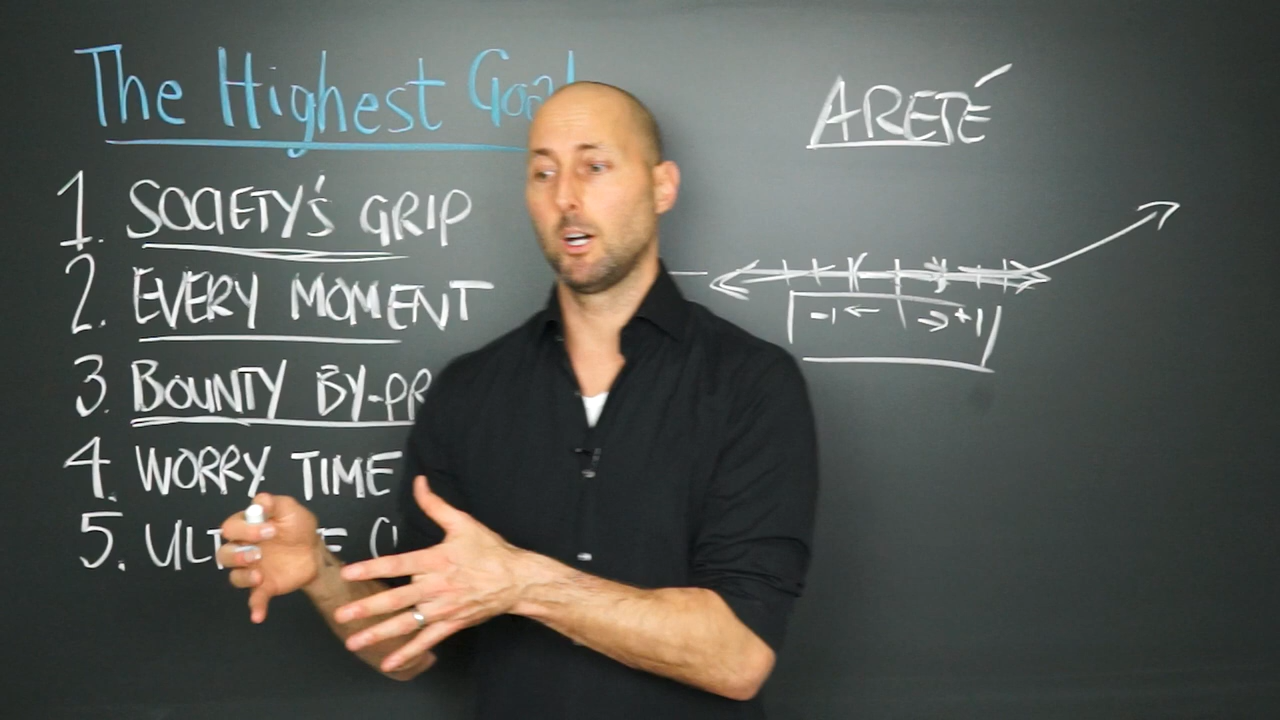 The Highest Goal
1. SOCIETY'S GRIP
2. EVERY MOMENT
3. BOUNTY BY-PR
4. WORRY TIME
5.
ARETÉ
-1 ← → +1